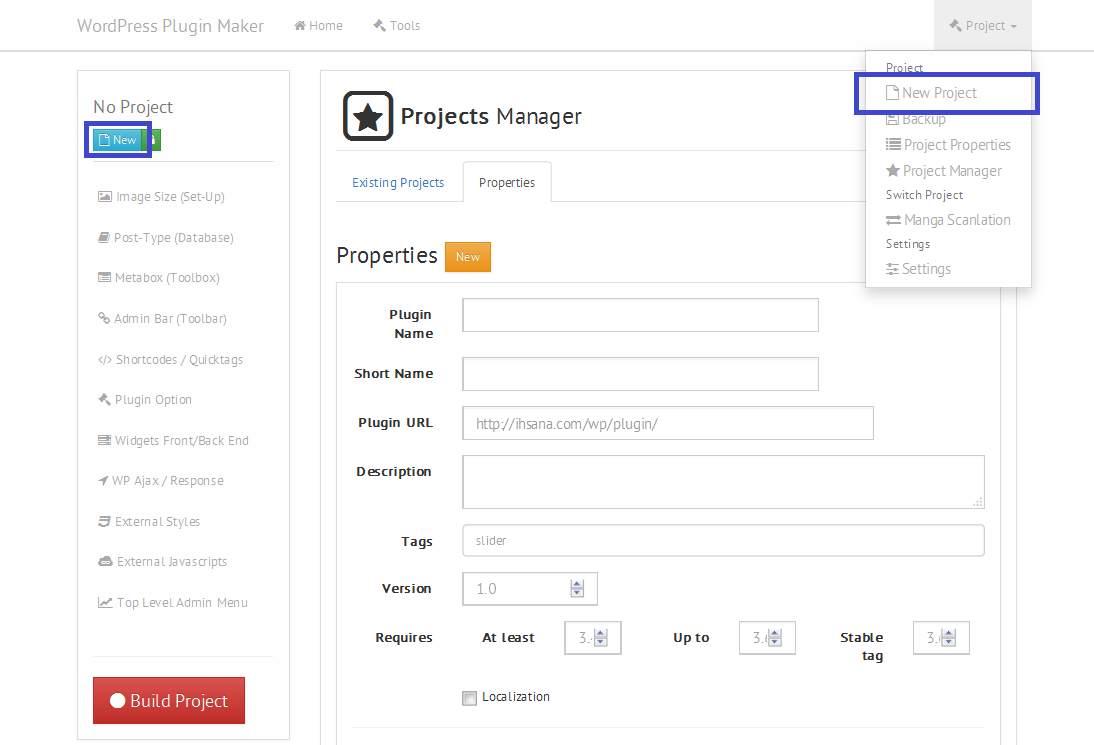 WordPress Plugin Maker
Home
Tools
Project
No Project
New
Image Size (Set-Up)
Post-Type (Database)
Metabox (Toolbox)
Admin Bar (Toolbar)
Shortcodes / Quicktags
Plugin Option
Widgets Front/Back End
WP Ajax / Response
External Styles
External Javascripts
Top Level Admin Menu
Build Project
Projects Manager
Existing Projects
Properties
Properties
New
Plugin
Name
Short Name
Plugin URL
http://ihsana.com/wp/plugin/
Description
Tags
slider
Version
1.0
Requires
At least
Up to
Stable
tag
Localization
Project
New Project
Backup
Project Properties
Project Manager
Switch Project
Manga Scanlation
Settings
Settings